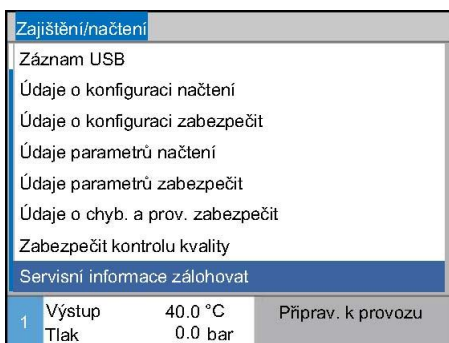 Zajištění/načtení
Záznam USB
Údaje o konfiguraci načtení
Údaje o konfiguraci zabezpečit
Údaje parametrů načtení
Údaje parametrů zabezpečit
Údaje o chyb. a prov. zabezpečit
Zabezpečit kontrolu kvality
Servisní informace zálohovat
1 Výstup 40.0 °C Připrav. k provozu
Tlak 0.0 bar